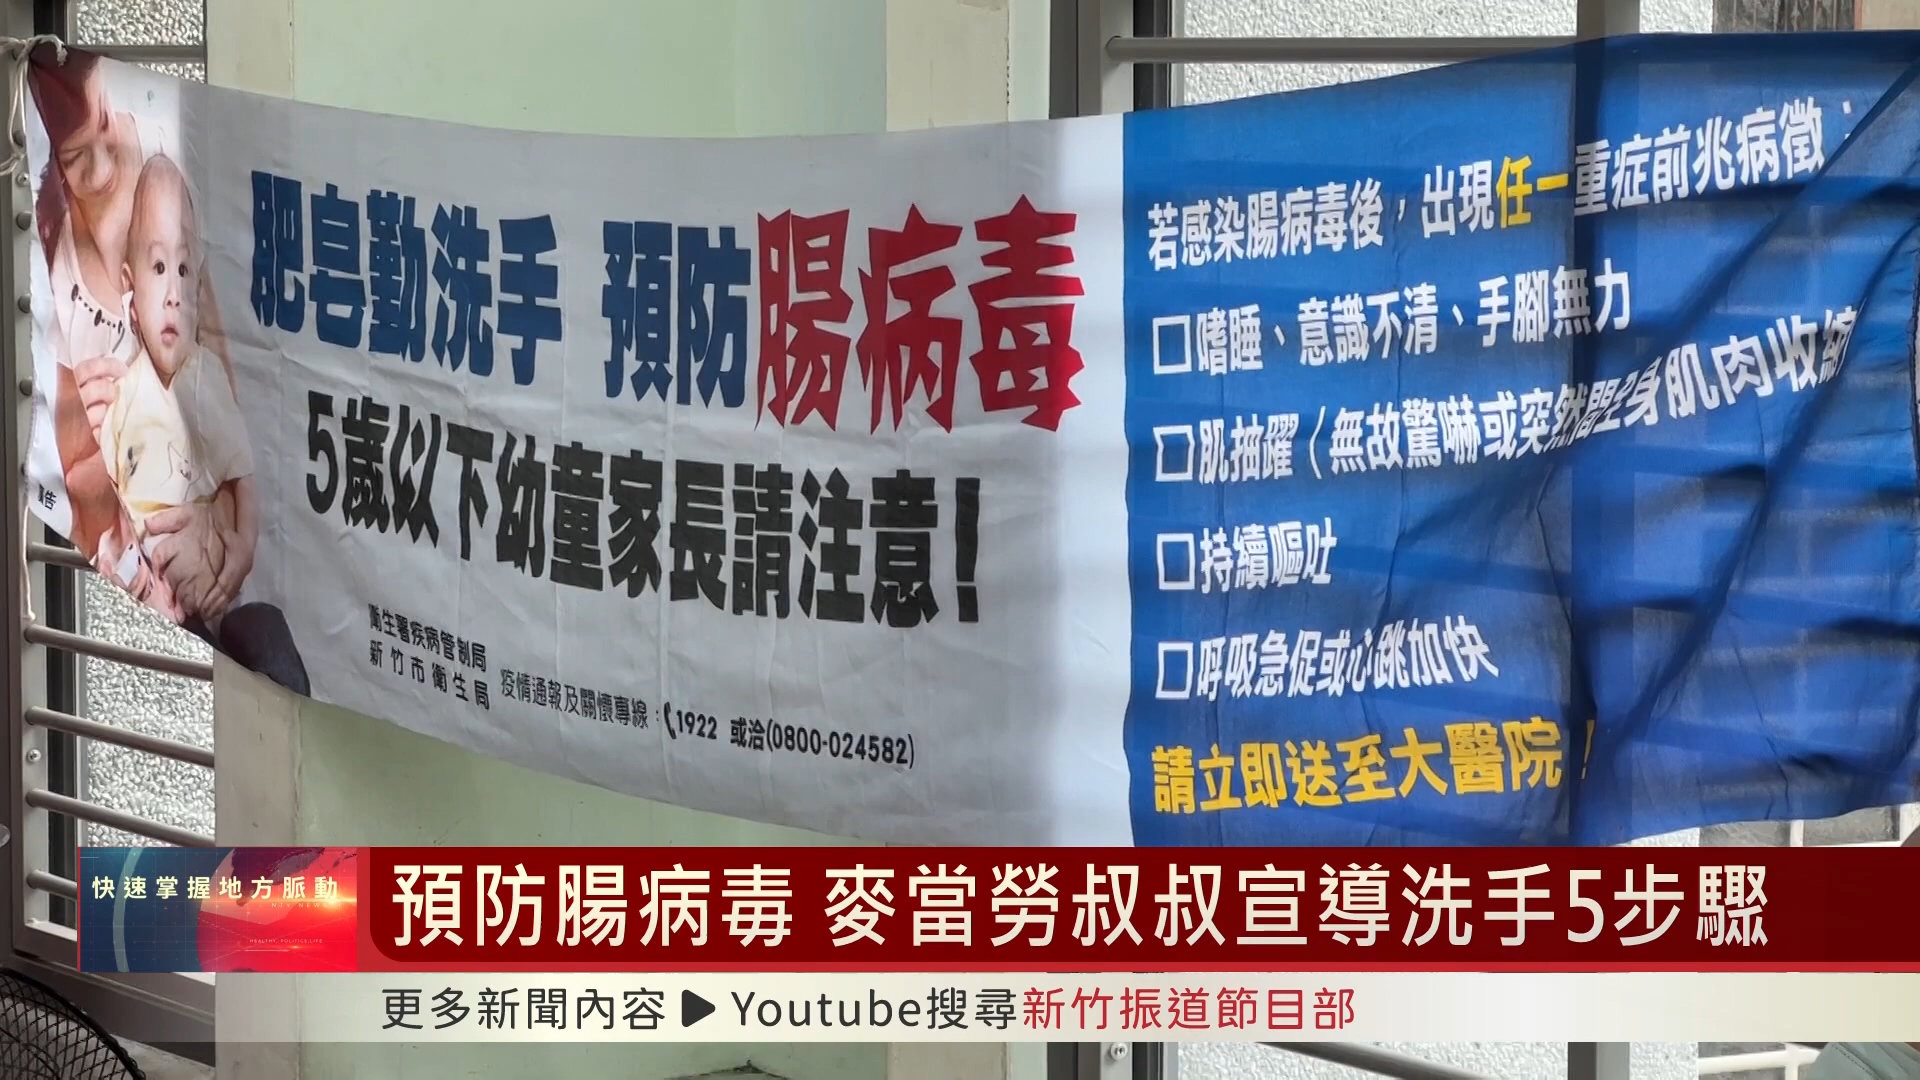 肥皂勤洗手 預防腸病毒
5歲以下幼童家長請注意!
衛生署疾病管制局
新竹市衛生局
疫情通報及關懷專線：1922 或洽(0800-024582)
廣告
若感染腸病毒後，出現任一重症前兆病徵：
□嗜睡、意識不清、手腳無力
□肌抽躍（無故驚嚇或突然間全身肌肉收縮
□持續嘔吐
□呼吸急促或心跳加快
請立即送至大醫院！
快速掌握地方脈動
HEALTHY, POLITICS, LIFE
預防腸病毒 麥當勞叔叔宣導洗手5步驟
更多新聞內容▶Youtube搜尋新竹振道節目部